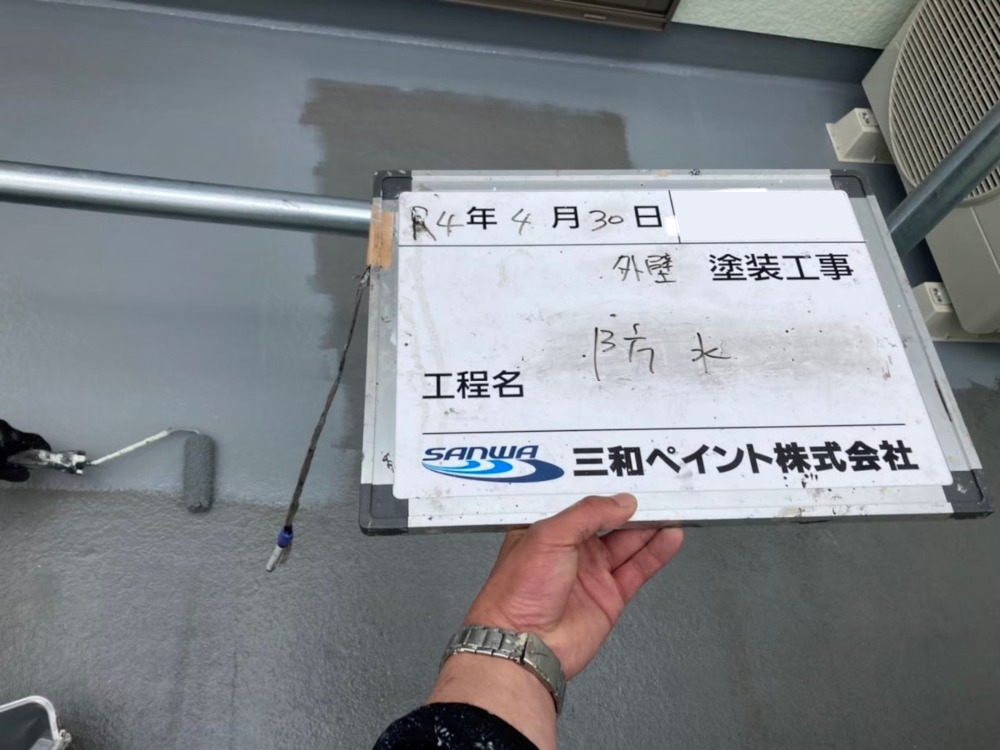 R4年4月30日
外壁 塗装工事
防水
工程名
SANWA 三和ペイント株式会社